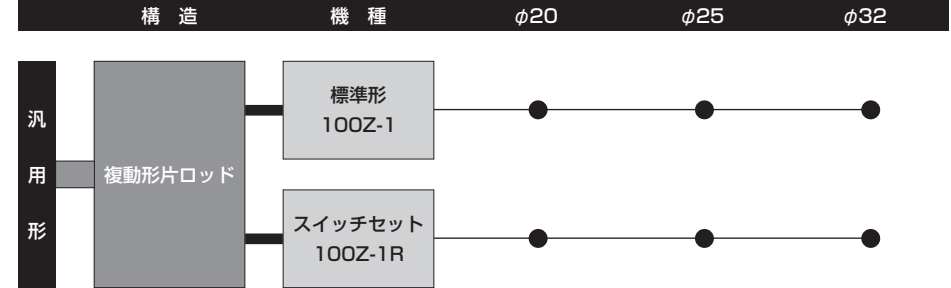 構 造 機 種 φ20 φ25 φ32
汎用形
複動形片ロッド
標準形
100Z-1
スイッチセット
100Z-1R